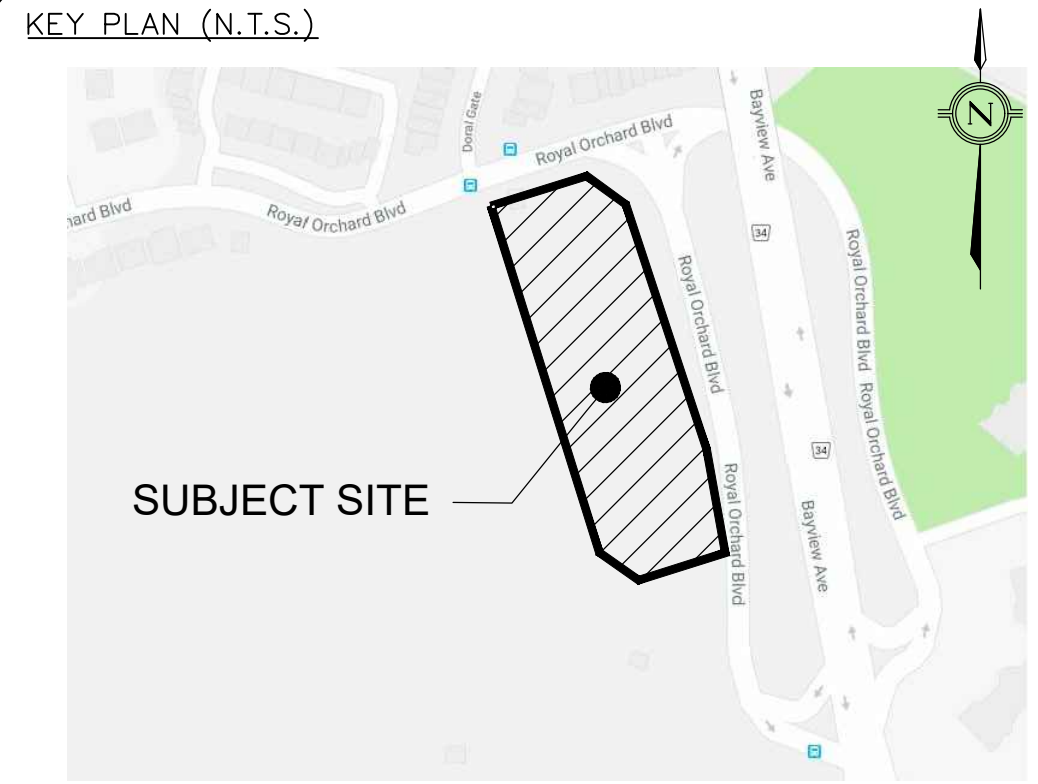 KEY PLAN (N.T.S.)
N
Doral Gate
Royal Orchard Blvd
Bayview Ave
hard Blvd
Royal Orchard Blvd
34
Royal Orchard Blvd
Royal Orchard Blvd
Royal Orchard Blvd
34
SUBJECT SITE
Royal Orchard Blvd
Bayview Ave